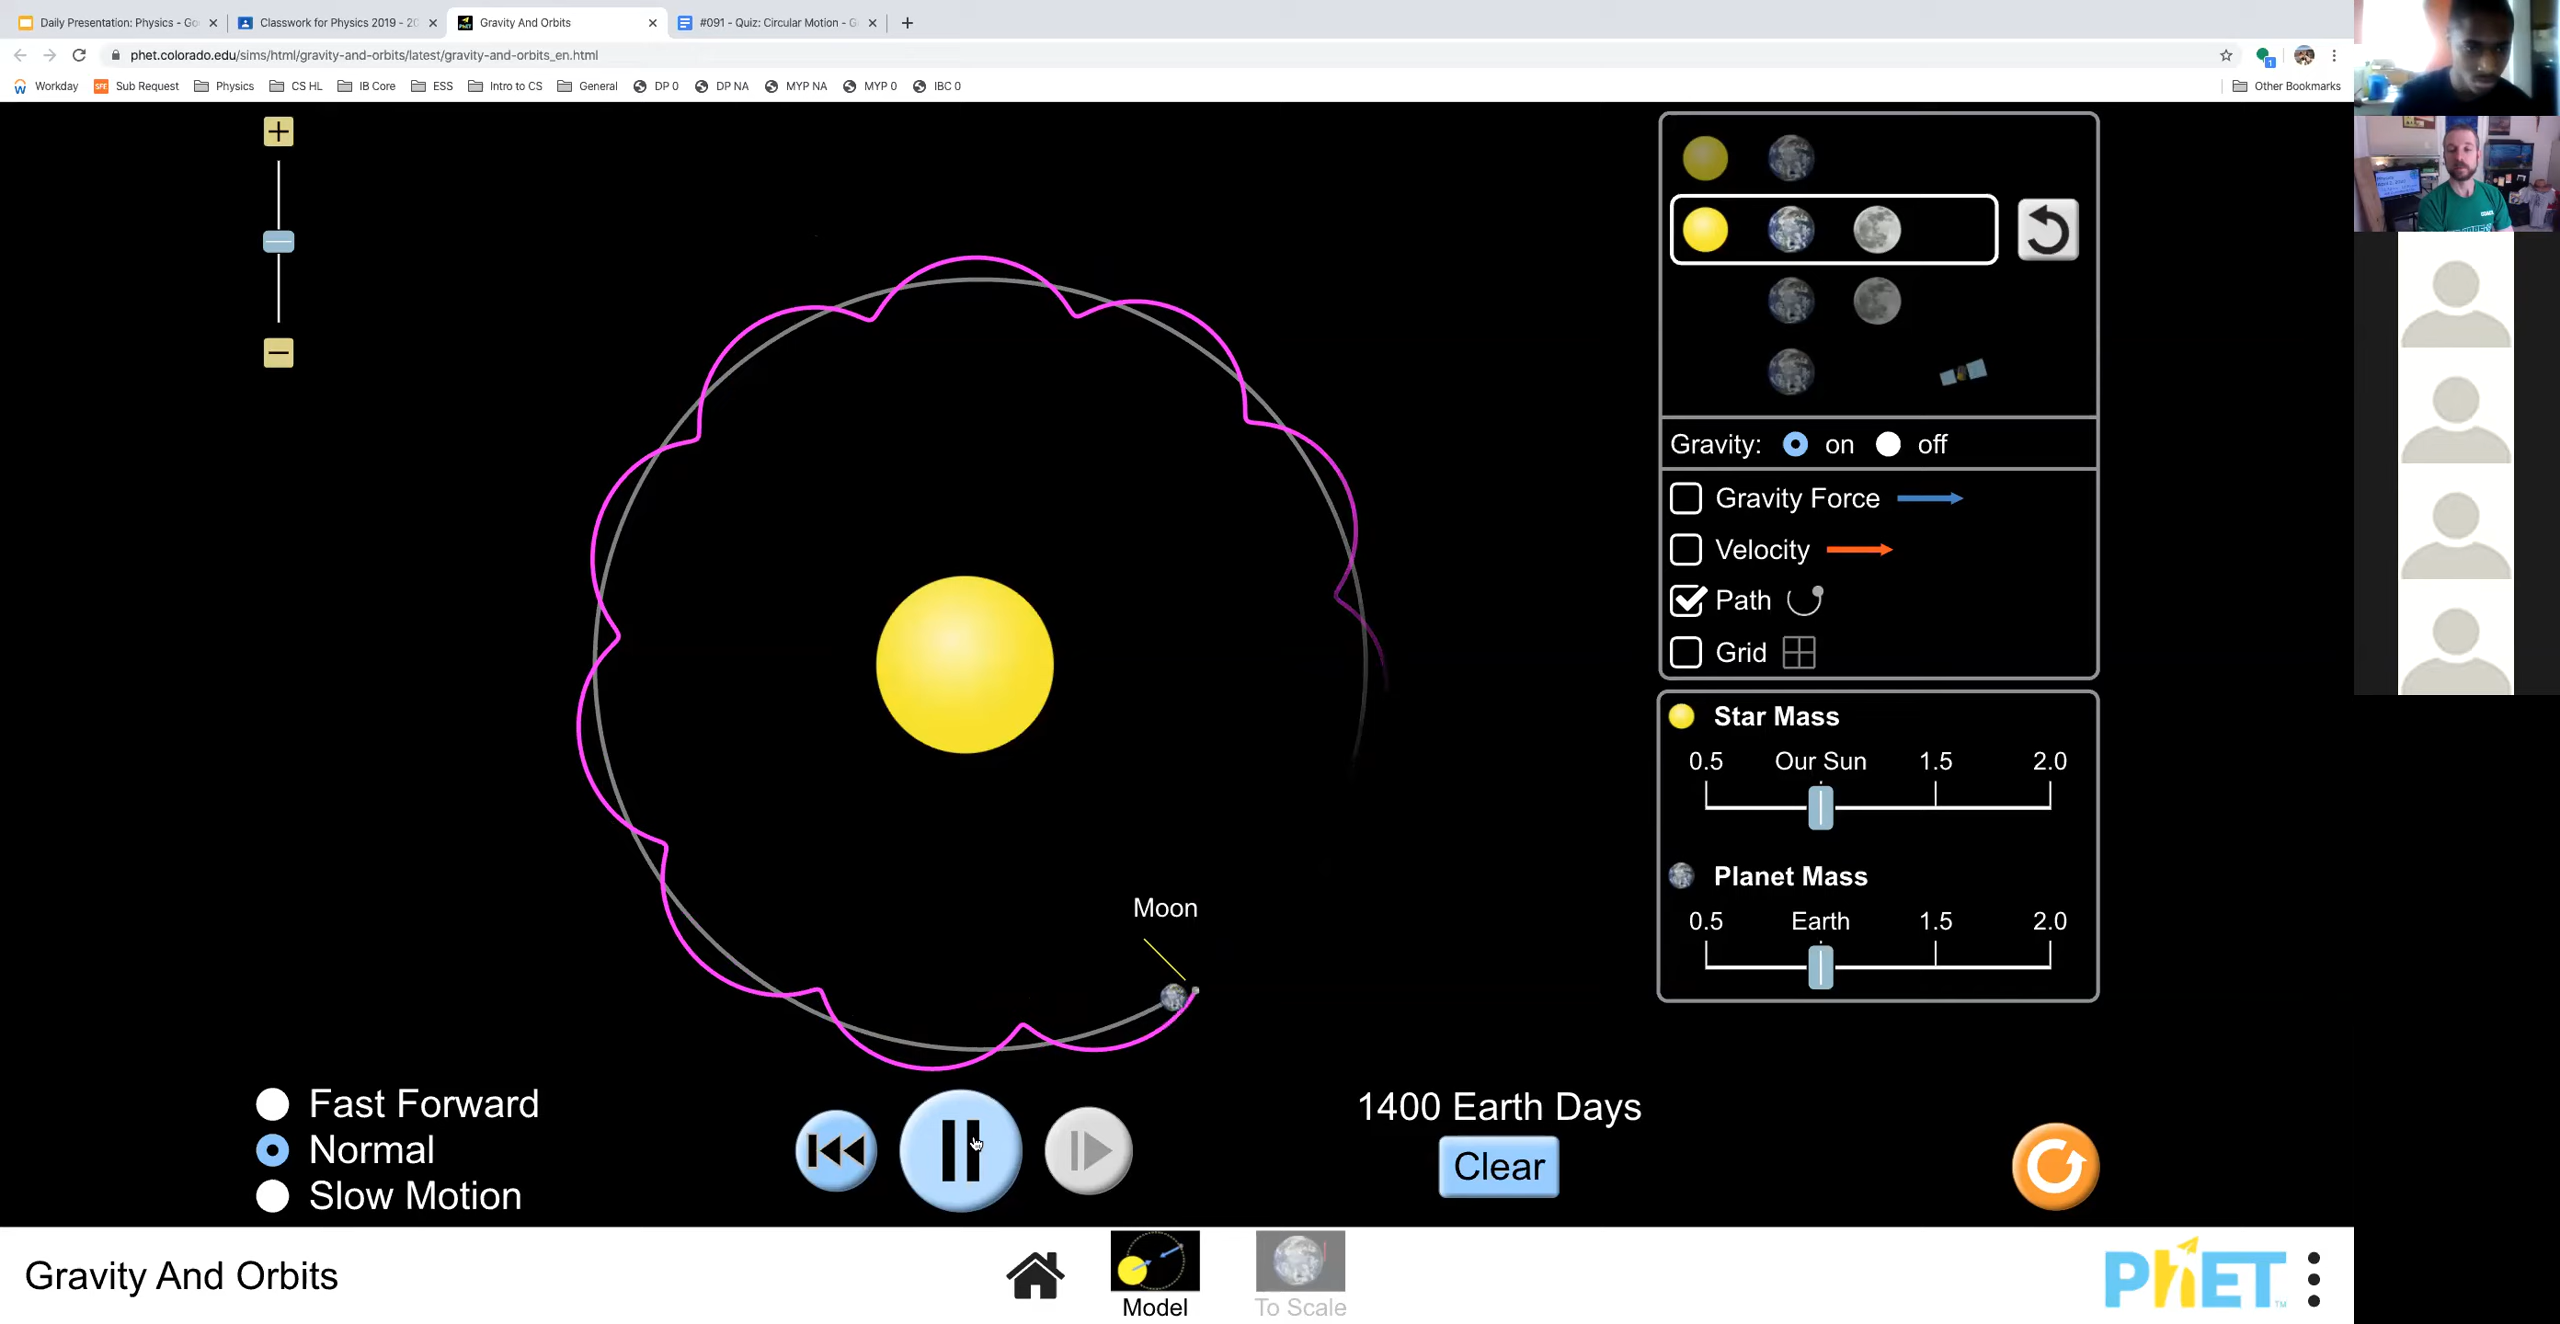 Daily Presentation: Physics - Go
Classwork for Physics 2019 - 20
Gravity And Orbits
#091 - Quiz: Circular Motion - G
phet.colorado.edu/sims/html/gravity-and-orbits/latest/gravity-and-orbits_en.html
1
Workday
SFE
Sub Request
Physics
CS HL
IB Core
ESS
Intro to CS
General
DP 0
DP NA
MYP NA
MYP 0
IBC 0
Other Bookmarks
Gravity: on off
Gravity Force
Velocity
Path
Grid
Star Mass
0.5 Our Sun 1.5 2.0
Planet Mass
0.5 Earth 1.5 2.0
Moon
Fast Forward
Normal
Slow Motion
1400 Earth Days
Clear
Gravity And Orbits
Model
To Scale
PhET